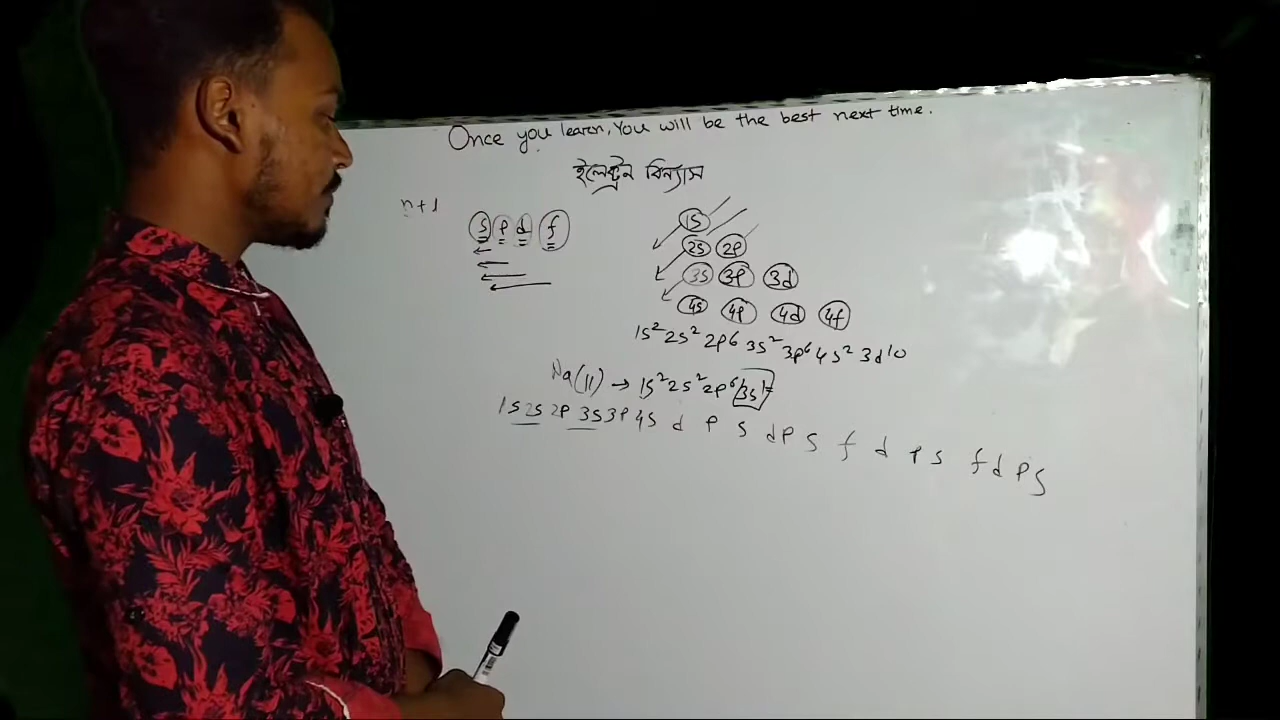 Once you learn, You will be the best next time.
ইলেক্ট্রন বিন্যাস
n+1
s p d f
1s
2s 2p
3s 3p 3d
4s 4p 4d 4f
1s² 2s² 2p⁶ 3s² 3p⁶ 4s² 3d¹⁰
Na(11) → 1s² 2s² 2p⁶ 3s¹
1s 2s 2p 3s 3p 4s d p s d p s f d p s f d p s